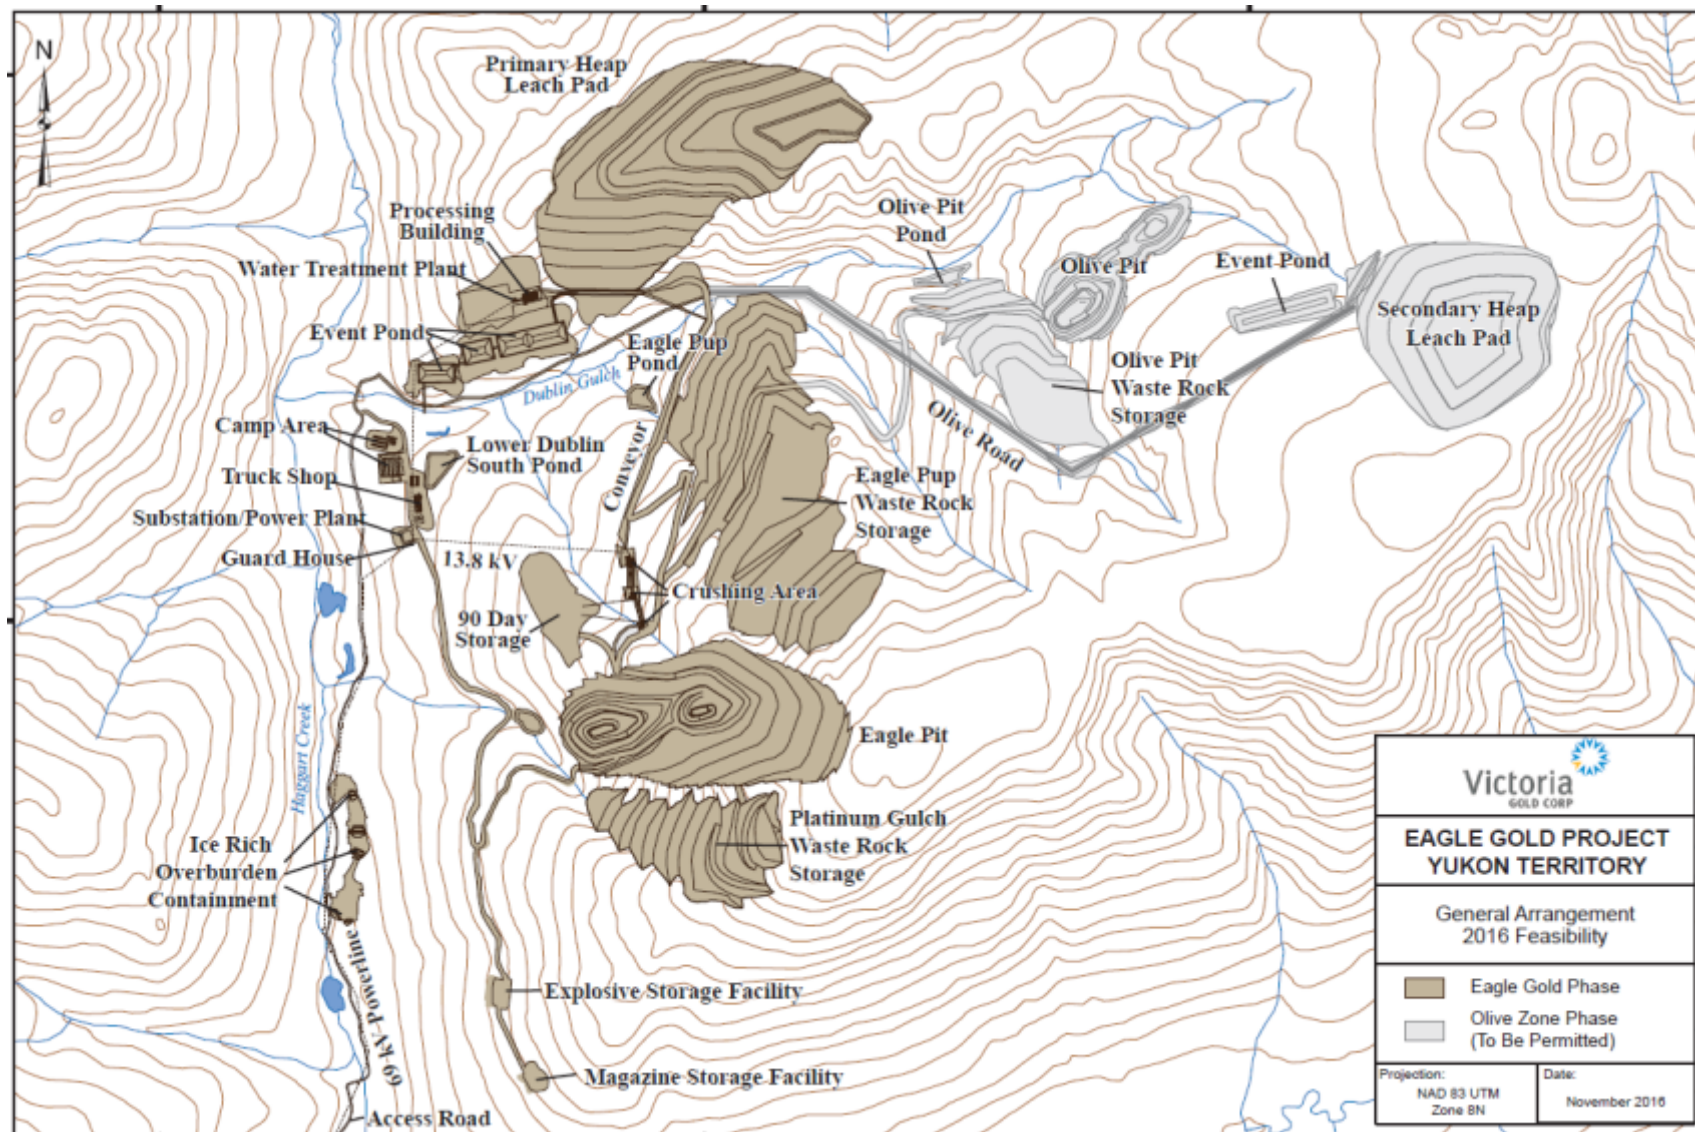 N
Primary Heap
Leach Pad
Processing
Building
Water Treatment Plant
Event Pond
Eagle Pup
Pond
Dublin Gulch
Camp Area
Lower Dublin
South Pond
Truck Shop
Substation/Power Plant
Guard House
13.8 kV
Conveyor
90 Day
Storage
Crushing Area
Eagle Pup
Waste Rock
Storage
Olive Pit
Pond
Olive Pit
Event Pond
Secondary Heap
Leach Pad
Olive Pit
Waste Rock
Storage
Olive Road
Eagle Pit
Platinum Gulch
Waste Rock
Storage
Haggart Creek
Ice Rich
Overburden
Containment
69 kV Powerline
Explosive Storage Facility
Magazine Storage Facility
Access Road
Victoria
GOLD CORP
EAGLE GOLD PROJECT
YUKON TERRITORY
General Arrangement
2016 Feasibility
Eagle Gold Phase
Olive Zone Phase
(To Be Permitted)
Projection:
NAD 83 UTM
Zone 8N
Date:
November 2016